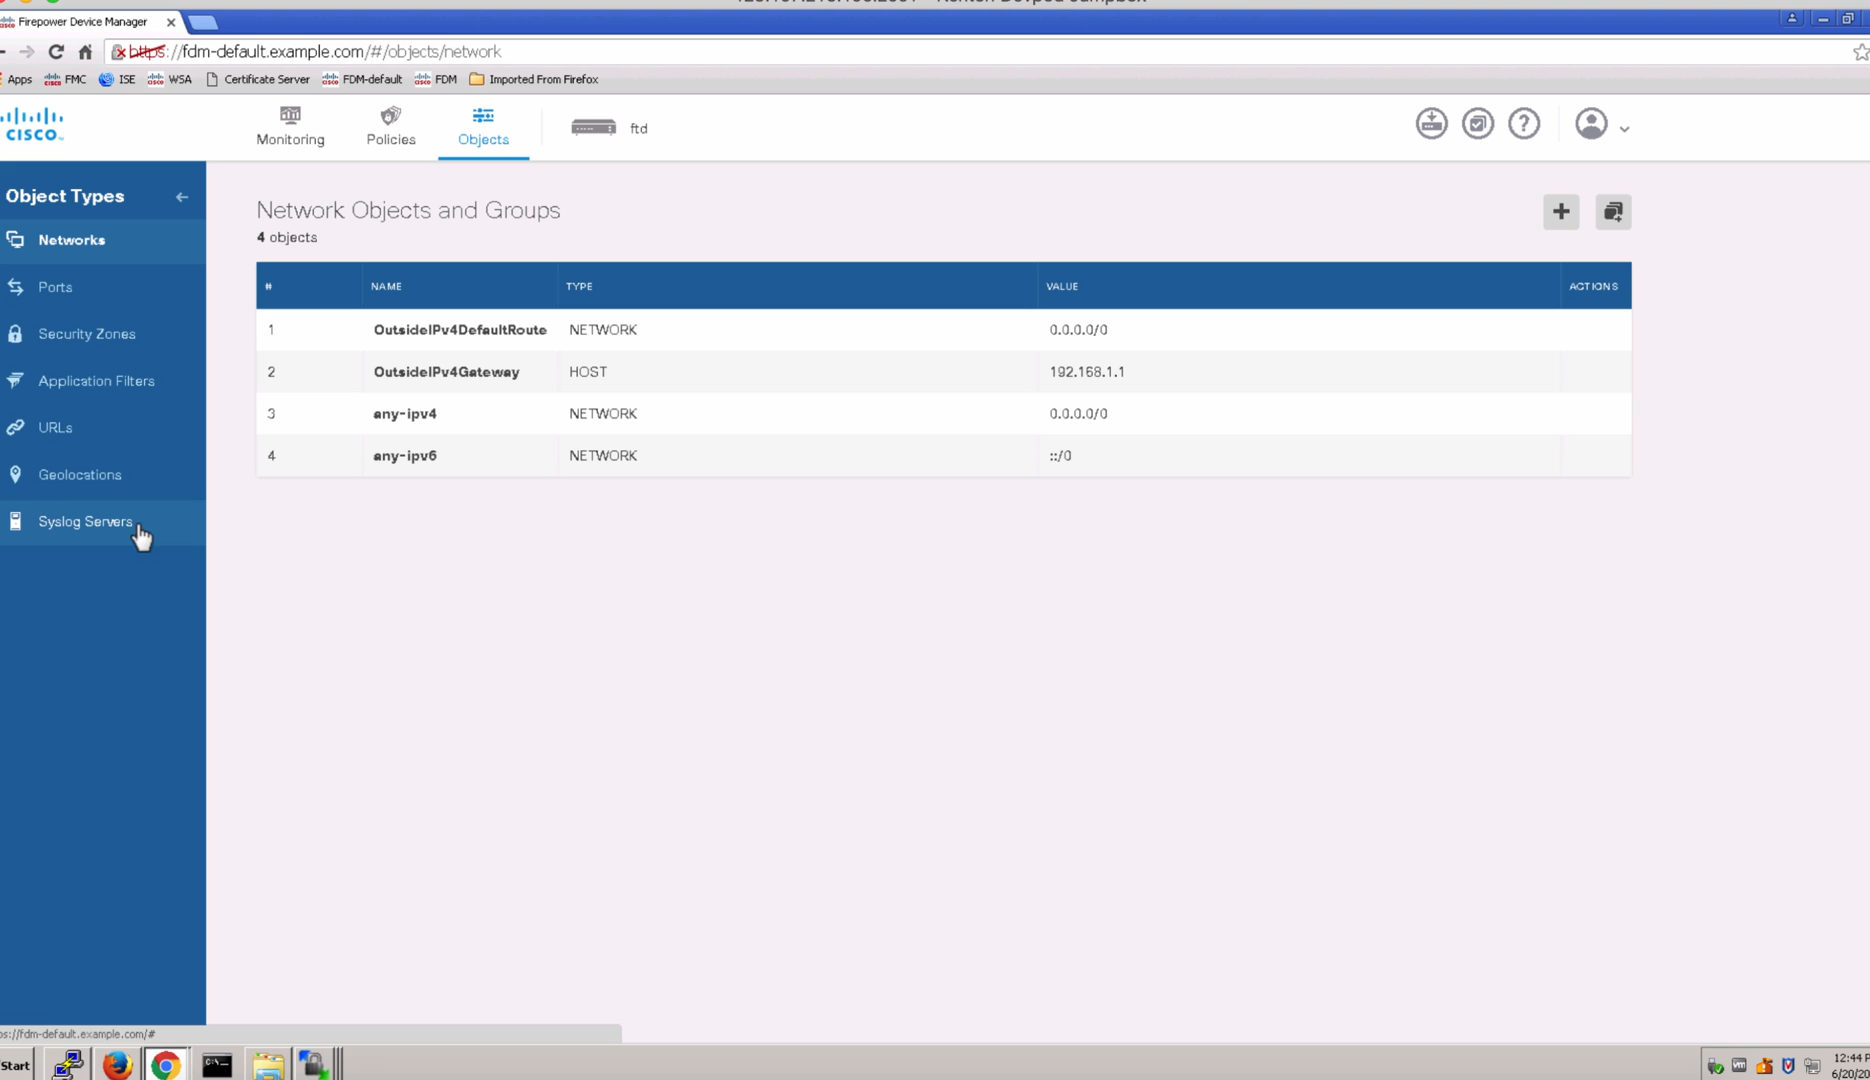 Firepower Device Manager
https://fdm-default.example.com/#/objects/network
Apps FMC ISE WSA Certificate Server FDM-default FDM Imported From Firefox
CISCO
Monitoring Policies Objects ftd
Object Types
Networks
Ports
Security Zones
Application Filters
URLs
Geolocations
Syslog Servers
Network Objects and Groups
4 objects
# NAME TYPE VALUE ACTIONS
1 OutsideIPv4DefaultRoute NETWORK 0.0.0.0/0
2 OutsideIPv4Gateway HOST 192.168.1.1
3 any-ipv4 NETWORK 0.0.0.0/0
4 any-ipv6 NETWORK ::/0
ps://fdm-default.example.com/#
Start
12:44 P
6/20/20